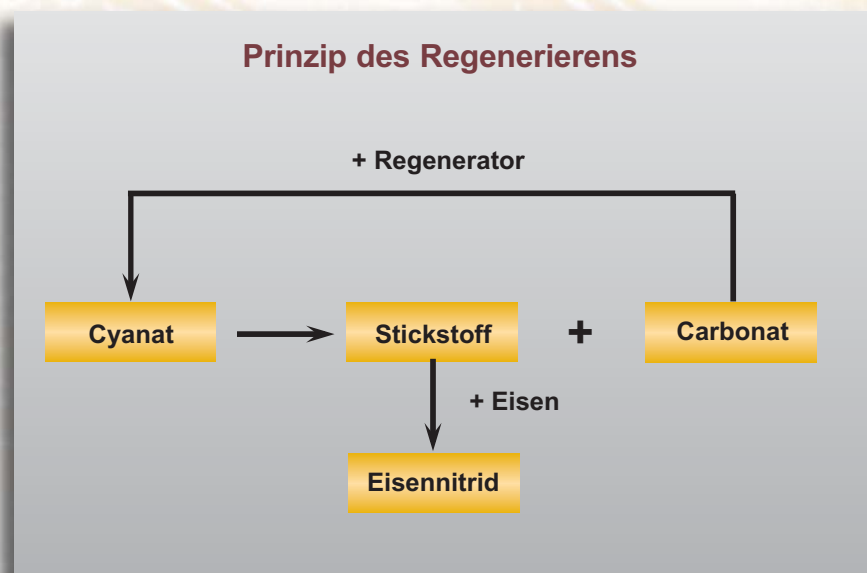 Prinzip des Regenerierens
+ Regenerator
Cyanat
Stickstoff
+
Carbonat
+ Eisen
Eisennitrid